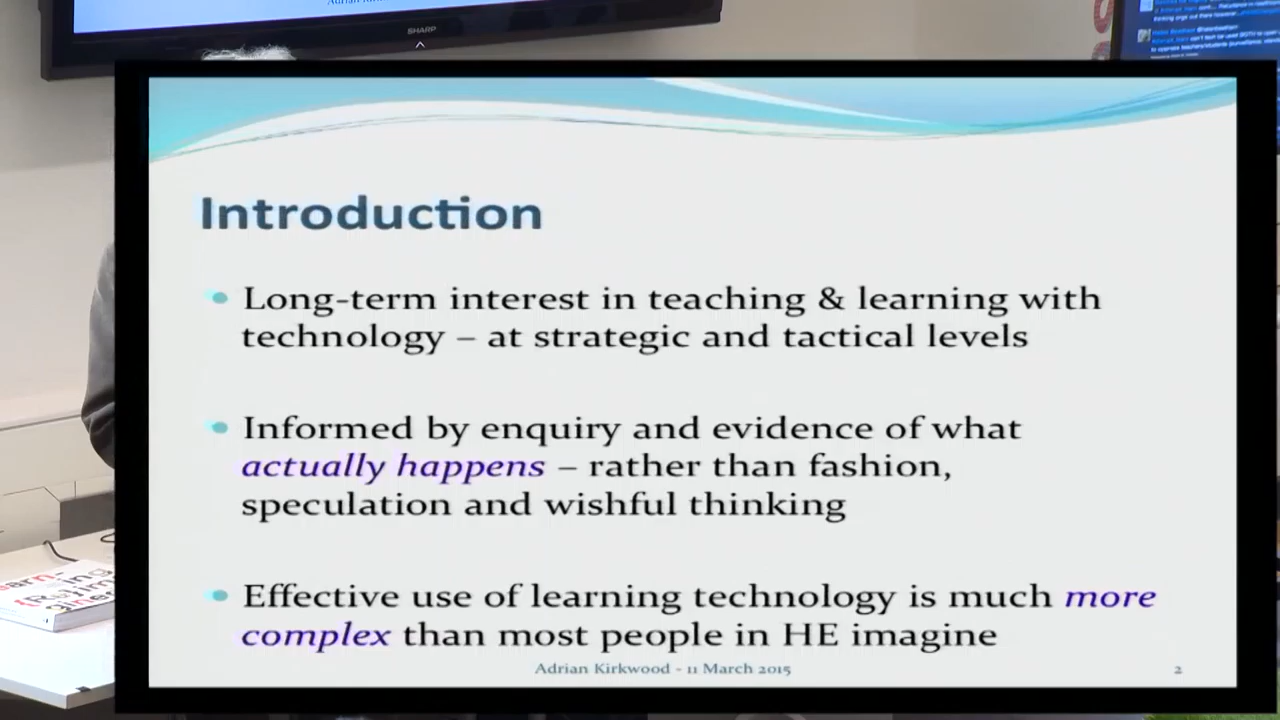 Adrian
SHARP
Introduction
• Long-term interest in teaching & learning with
technology – at strategic and tactical levels
• Informed by enquiry and evidence of what
actually happens – rather than fashion,
speculation and wishful thinking
• Effective use of learning technology is much more
complex than most people in HE imagine
Adrian Kirkwood - 11 March 2015
2